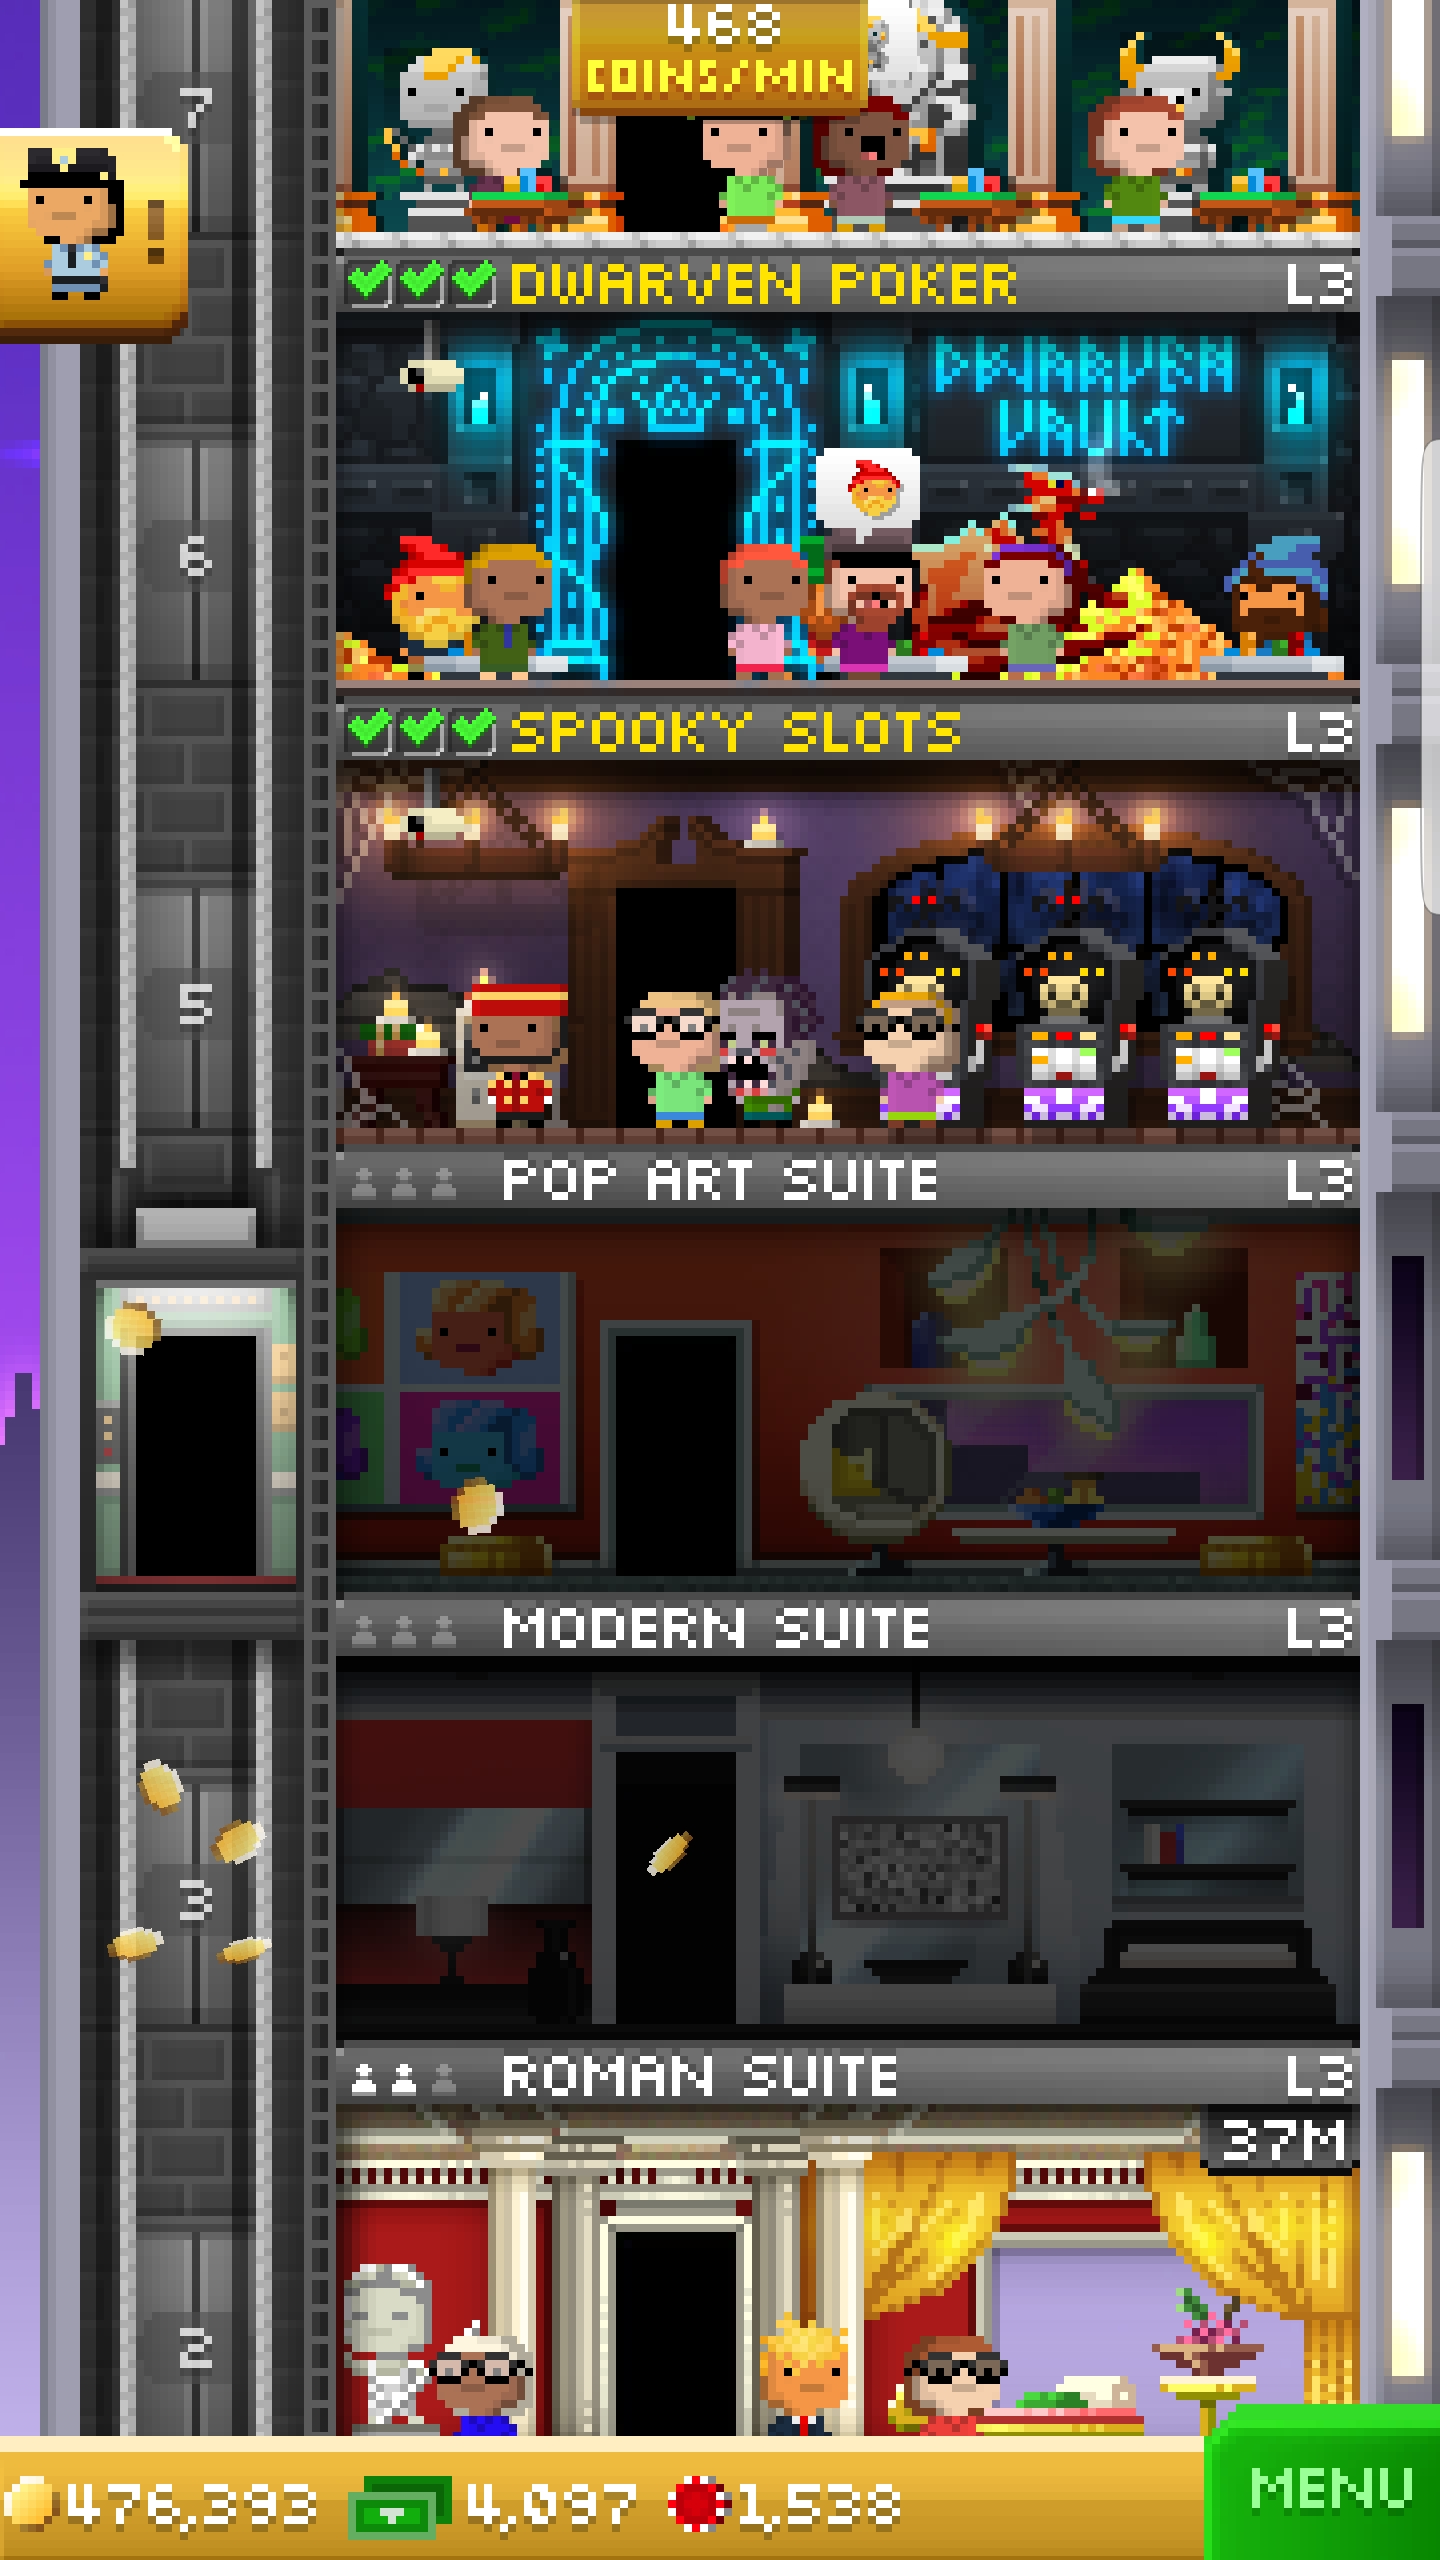 468
COINS/MIN
7
!
DWARVEN POKER L3
DWARVEN
VAULT
6
SPOOKY SLOTS L3
5
POP ART SUITE L3
MODERN SUITE L3
3
ROMAN SUITE L3
37M
2
476,393 4,097 1,538
MENU